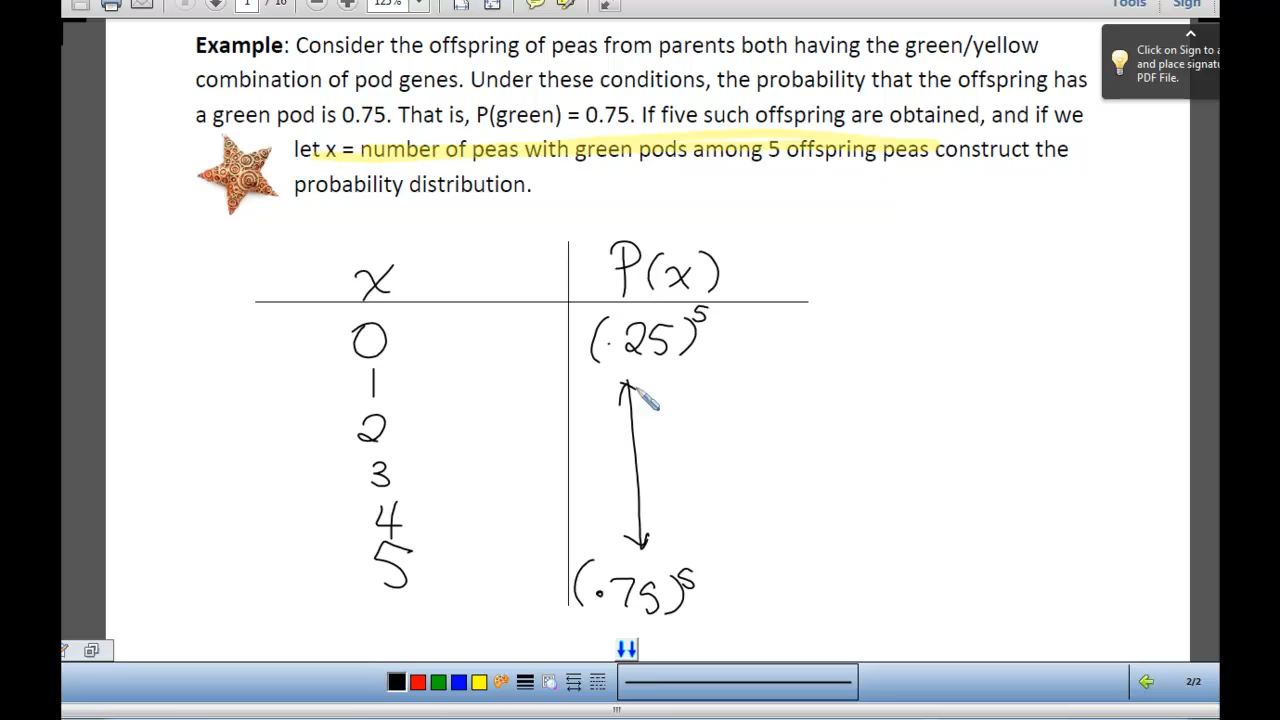 1 / 16
125%
Tools
Sign
Example: Consider the offspring of peas from parents both having the green/yellow
combination of pod genes. Under these conditions, the probability that the offspring has
a green pod is 0.75. That is, P(green) = 0.75. If five such offspring are obtained, and if we
let x = number of peas with green pods among 5 offspring peas construct the
probability distribution.
Click on Sign to a
and place signatu
PDF File.
x P(x)
0 (.25)^5
1
2
3
4
5 (.75)^5
2/2